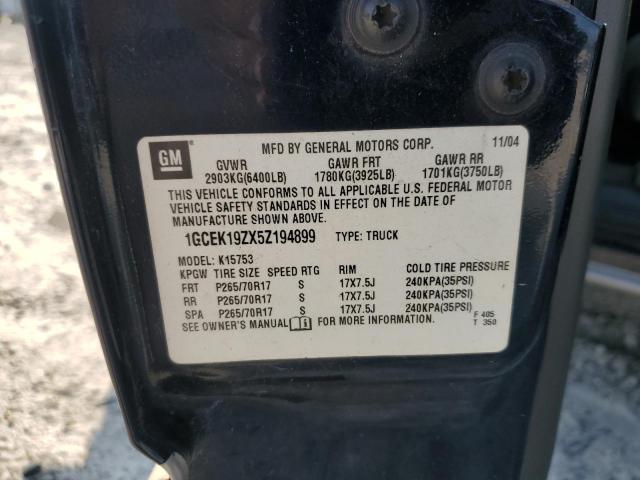 GM
MFD BY GENERAL MOTORS CORP. 11/04
GVWR GAWR FRT GAWR RR
2903KG(6400LB) 1780KG(3925LB) 1701KG(3750LB)
THIS VEHICLE CONFORMS TO ALL APPLICABLE U.S. FEDERAL MOTOR
VEHICLE SAFETY STANDARDS IN EFFECT ON THE DATE OF
MANUFACTURE SHOWN ABOVE.
1GCEK19ZX5Z194899 TYPE: TRUCK
MODEL: K15753
KPGW TIRE SIZE SPEED RTG RIM COLD TIRE PRESSURE
FRT P265/70R17 S 17X7.5J 240KPA(35PSI)
RR P265/70R17 S 17X7.5J 240KPA(35PSI)
SPA P265/70R17 S 17X7.5J 240KPA(35PSI)
SEE OWNER'S MANUAL FOR MORE INFORMATION.
F 405
T 350